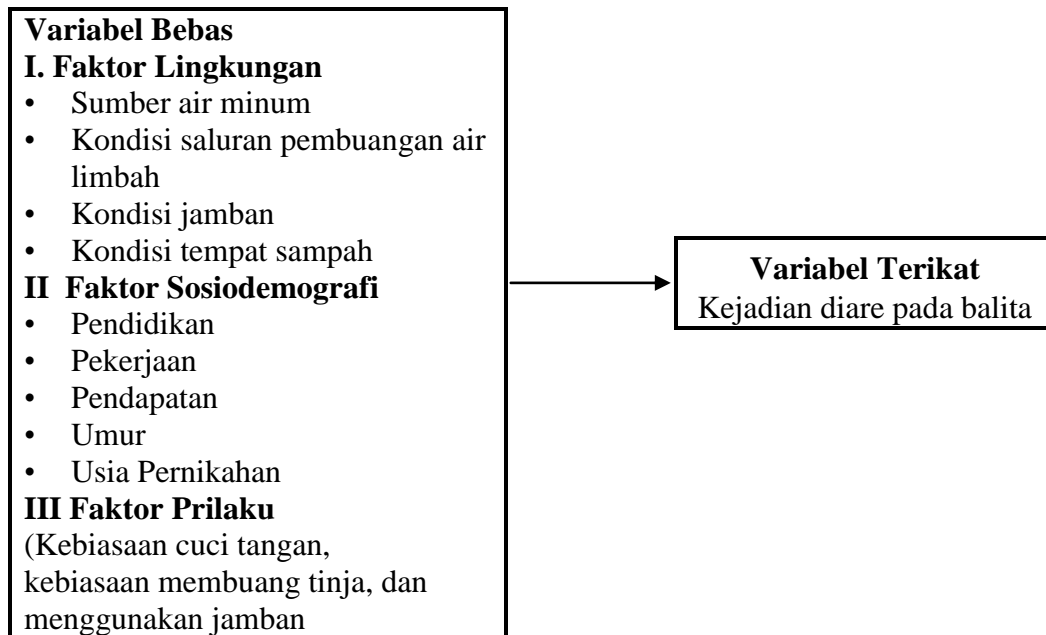 Variabel Bebas
I. Faktor Lingkungan
• Sumber air minum
• Kondisi saluran pembuangan air
limbah
• Kondisi jamban
• Kondisi tempat sampah
II Faktor Sosiodemografi
• Pendidikan
• Pekerjaan
• Pendapatan
• Umur
• Usia Pernikahan
III Faktor Prilaku
(Kebiasaan cuci tangan,
kebiasaan membuang tinja, dan
menggunakan jamban
Variabel Terikat
Kejadian diare pada balita